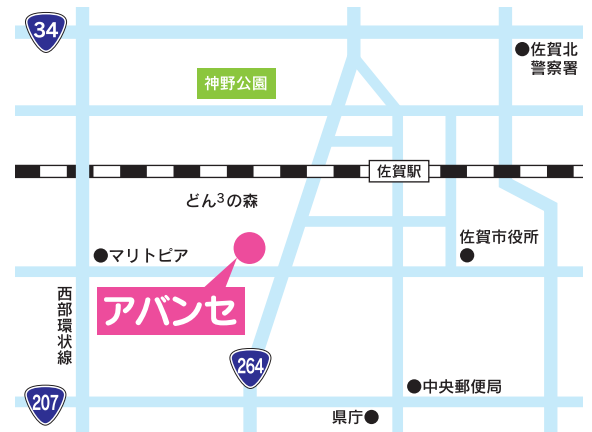 34
佐賀北
警察署
神野公園
佐賀駅
どん3の森
佐賀市役所
マリトピア
アバンセ
西部環状線
264
207
中央郵便局
県庁